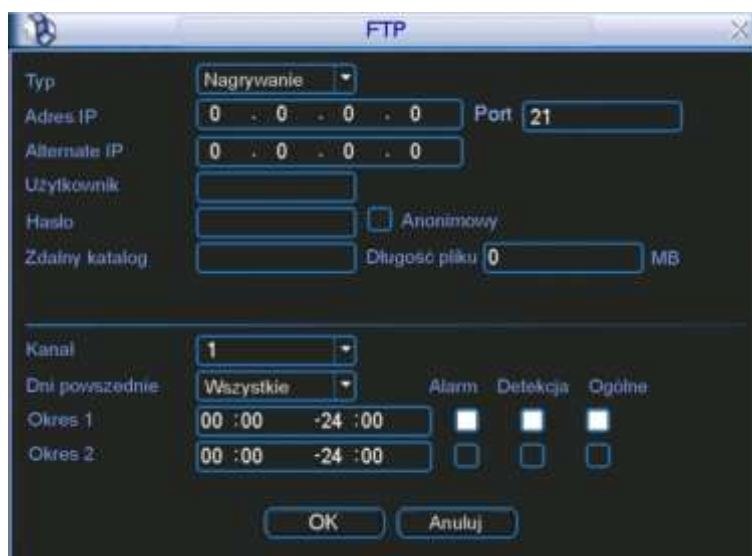 FTP
Typ Nagrywanie
Adres IP 0 . 0 . 0 . 0 Port 21
Alternate IP 0 . 0 . 0 . 0
Użytkownik
Hasło Anonimowy
Zdalny katalog Długość pliku 0 MB
Kanał 1
Dni powszednie Wszystkie Alarm Detekcja Ogólne
Okres 1 00 :00 -24 :00
Okres 2 00 :00 -24 :00
OK Anuluj